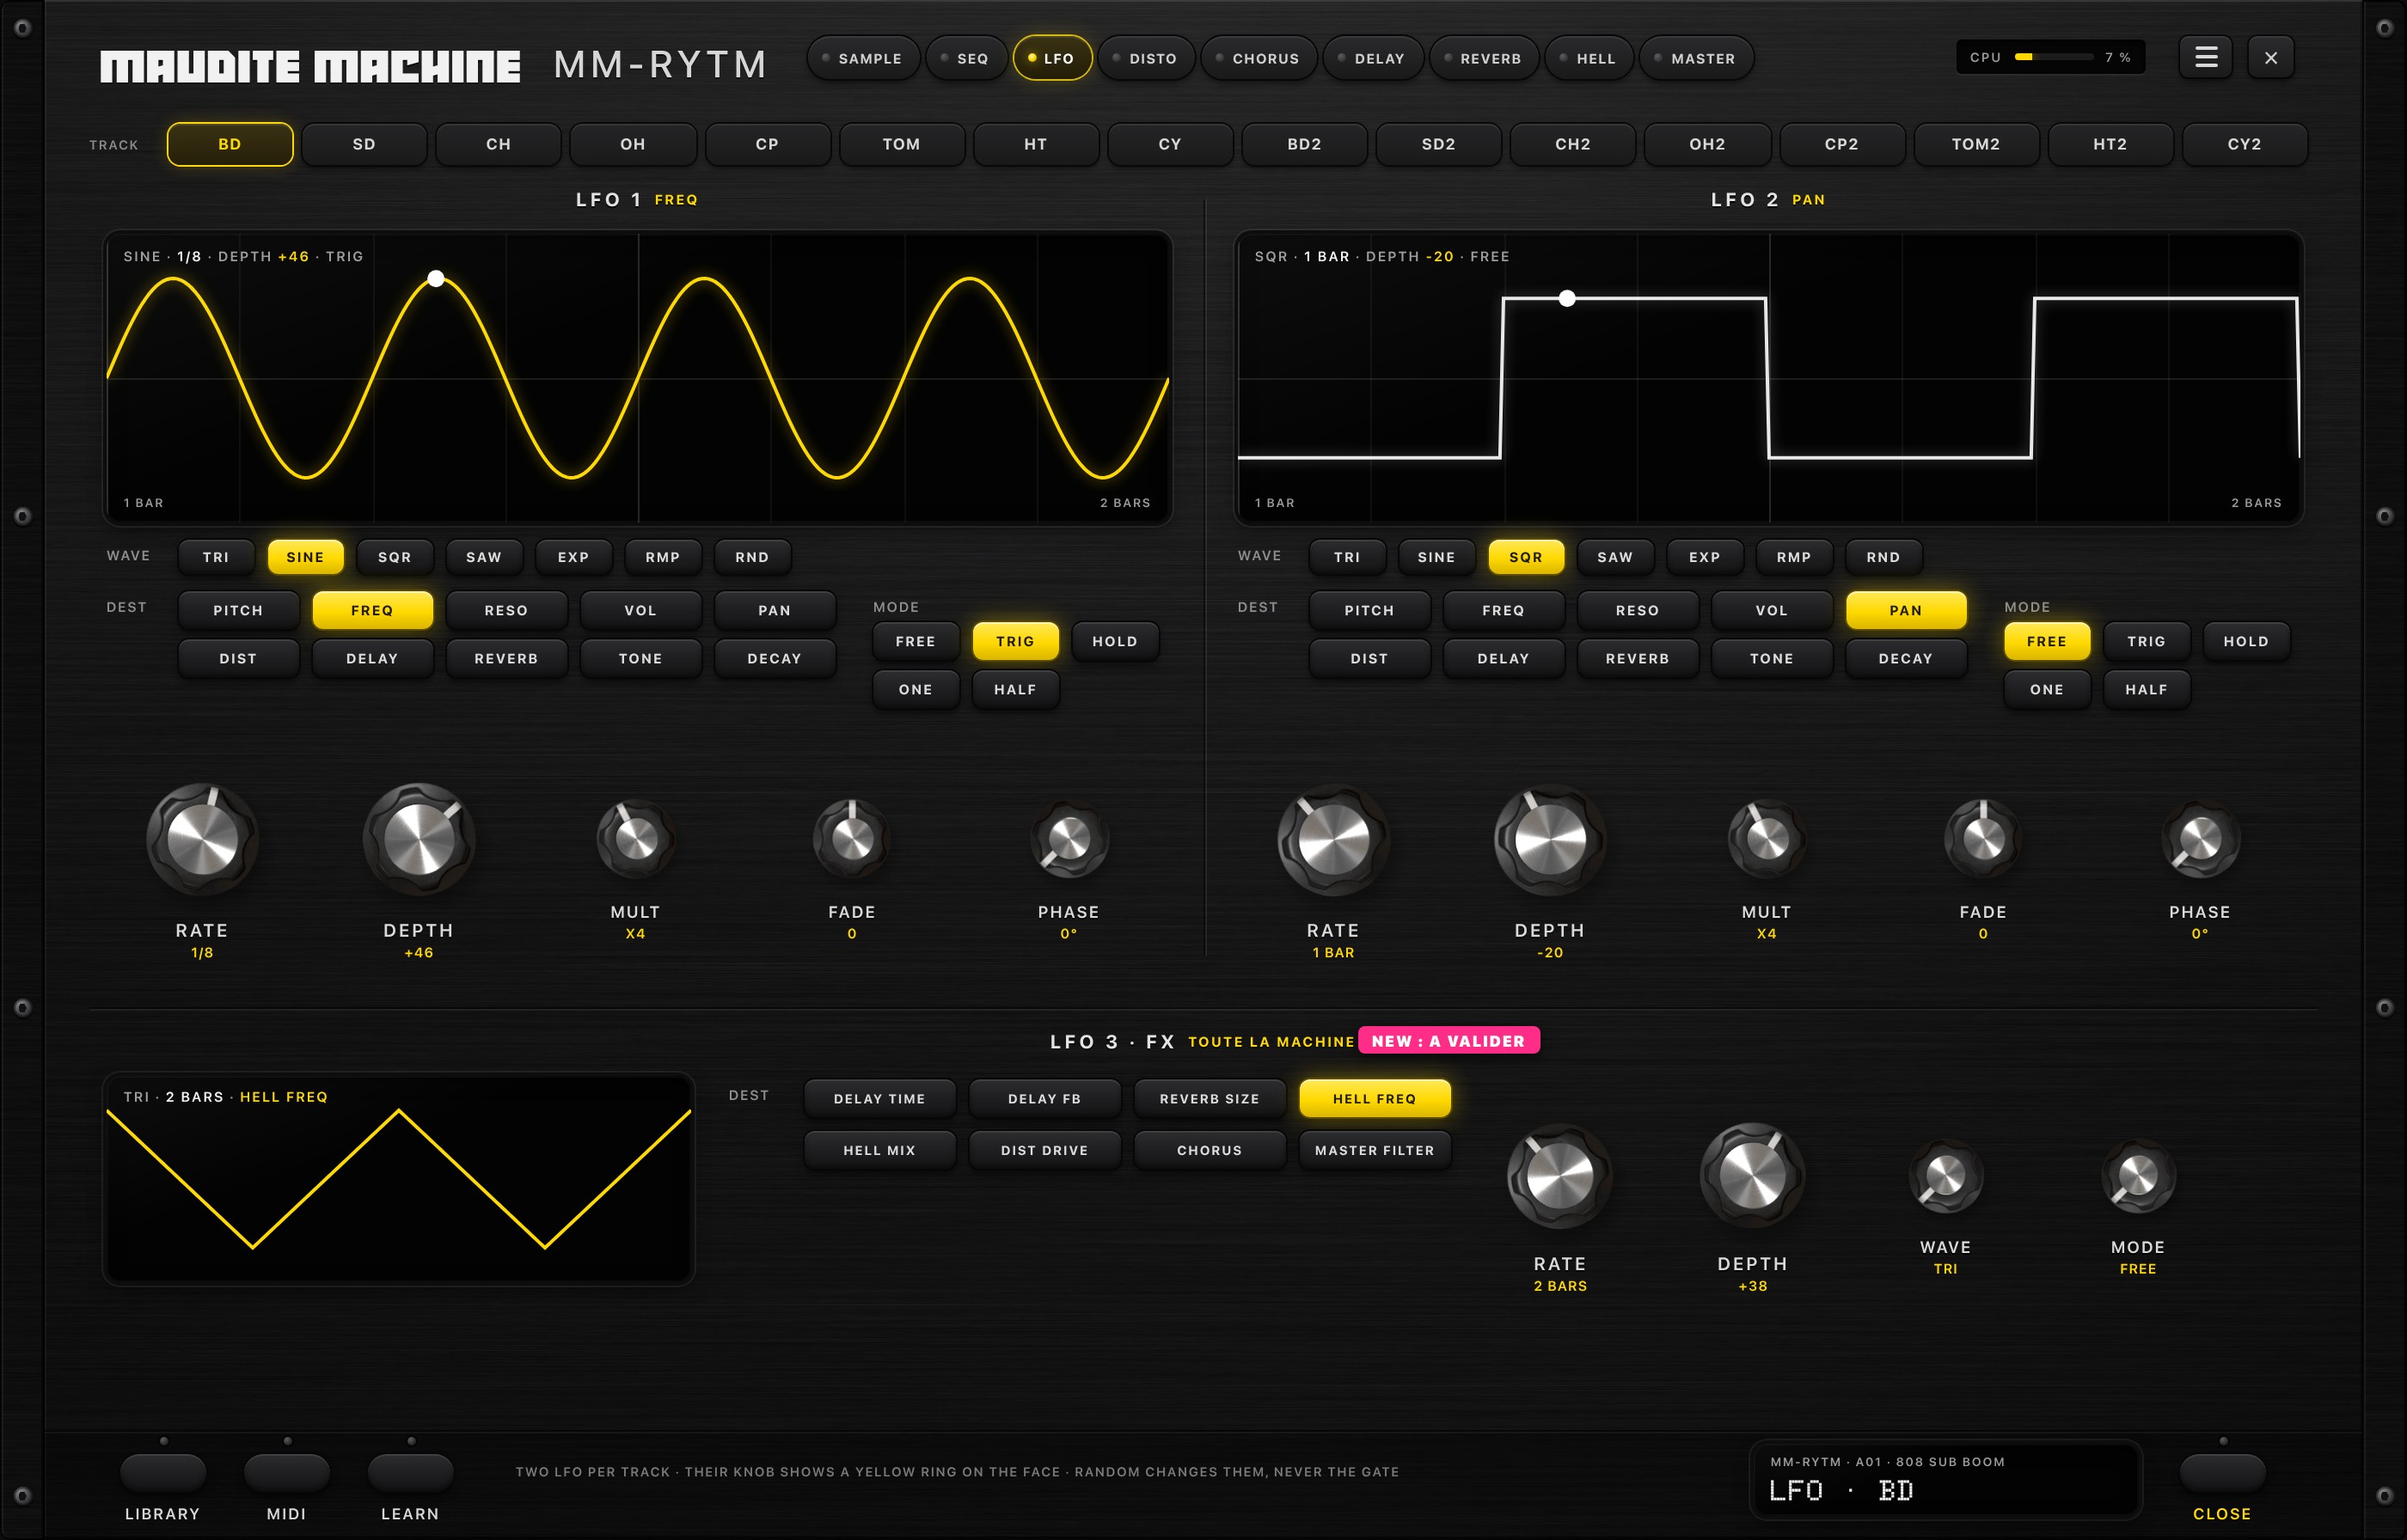 MAUDITE MACHINE MM-RYTM SAMPLE SEQ LFO DISTO CHORUS DELAY REVERB HELL MASTER CPU 7 % ×
TRACK BD SD CH OH CP TOM HT CY BD2 SD2 CH2 OH2 CP2 TOM2 HT2 CY2
LFO 1 FREQ
SINE · 1/8 · DEPTH +46 · TRIG
1 BAR 2 BARS
WAVE TRI SINE SQR SAW EXP RMP RND
DEST PITCH FREQ RESO VOL PAN
DIST DELAY REVERB TONE DECAY
MODE
FREE TRIG HOLD
ONE HALF
RATE DEPTH MULT FADE PHASE
1/8 +46 X4 0 0°
LFO 2 PAN
SQR · 1 BAR · DEPTH -20 · FREE
1 BAR 2 BARS
WAVE TRI SINE SQR SAW EXP RMP RND
DEST PITCH FREQ RESO VOL PAN
DIST DELAY REVERB TONE DECAY
MODE
FREE TRIG HOLD
ONE HALF
RATE DEPTH MULT FADE PHASE
1 BAR -20 X4 0 0°
LFO 3 · FX TOUTE LA MACHINE NEW : A VALIDER
TRI · 2 BARS · HELL FREQ
DEST DELAY TIME DELAY FB REVERB SIZE HELL FREQ
HELL MIX DIST DRIVE CHORUS MASTER FILTER
RATE DEPTH WAVE MODE
2 BARS +38 TRI FREE
LIBRARY MIDI LEARN
TWO LFO PER TRACK · THEIR KNOB SHOWS A YELLOW RING ON THE FACE · RANDOM CHANGES THEM, NEVER THE GATE
MM-RYTM · A01 · 808 SUB BOOM
LFO · BD
CLOSE